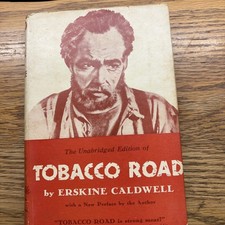 The Unabridged Edition of
TOBACCO ROAD
by ERSKINE CALDWELL
with a New Preface by the Author
"TOBACCO ROAD is strong meat!"